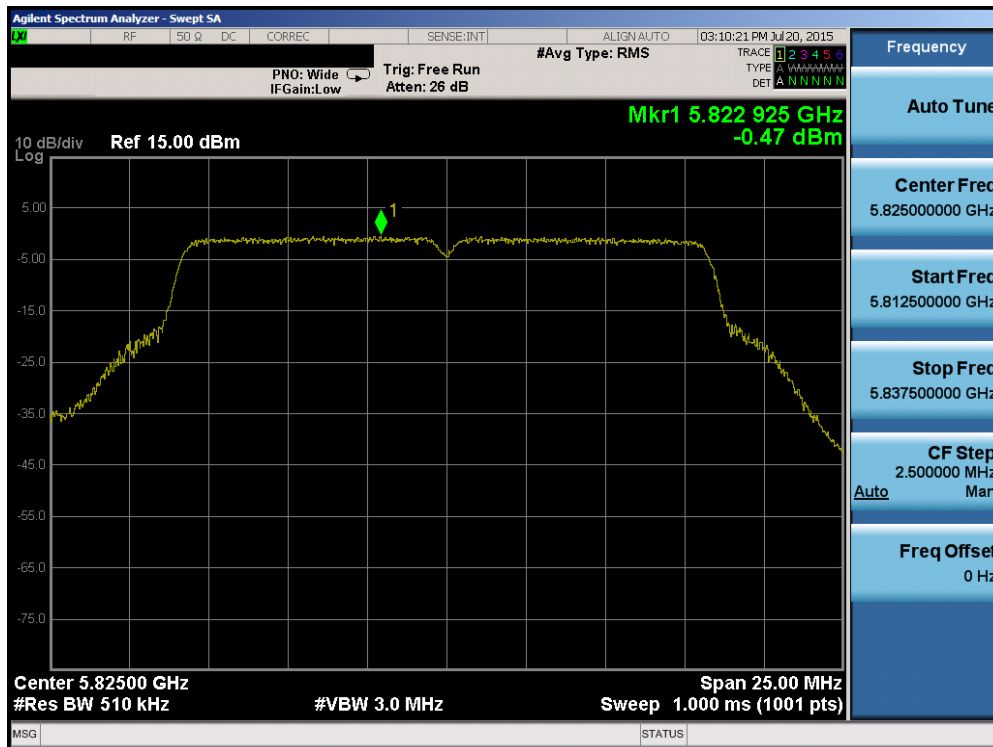 Agilent Spectrum Analyzer - Swept SA
LXI RF 50 Ω DC CORREC SENSE:INT ALIGN AUTO 03:10:21 PM Jul 20, 2015
#Avg Type: RMS
TRACE 1 2 3 4 5 6
TYPE A WWWWW
DET A N N N N N
PNO: Wide
IFGain:Low
Trig: Free Run
Atten: 26 dB
Mkr1 5.822 925 GHz
-0.47 dBm
10 dB/div Ref 15.00 dBm
Log
1
5.00
-5.00
-15.0
-25.0
-35.0
-45.0
-55.0
-65.0
-75.0
Center 5.82500 GHz Span 25.00 MHz
#Res BW 510 kHz #VBW 3.0 MHz Sweep 1.000 ms (1001 pts)
MSG STATUS
Frequency
Auto Tune
Center Freq
5.825000000 GHz
Start Freq
5.812500000 GHz
Stop Freq
5.837500000 GHz
CF Step
2.500000 MHz
Auto Man
Freq Offset
0 Hz